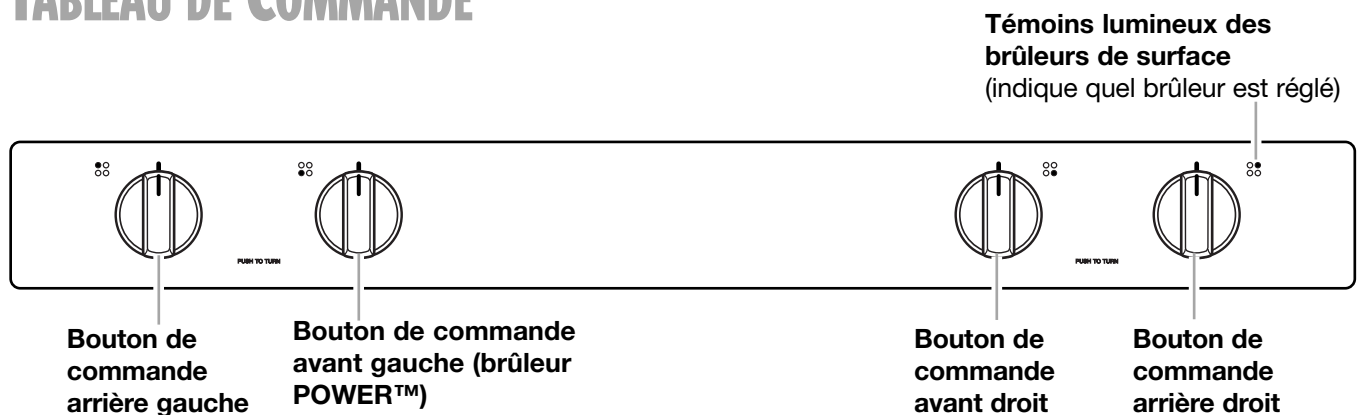 TABLEAU DE COMMANDE
Témoins lumineux des
brûleurs de surface
(indique quel brûleur est réglé)
PUSH TO TURN
PUSH TO TURN
Bouton de
commande
arrière gauche
Bouton de commande
avant gauche (brûleur
POWER™)
Bouton de
commande
avant droit
Bouton de
commande
arrière droit